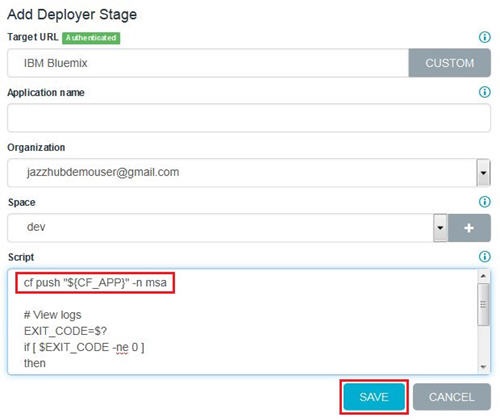 Add Deployer Stage
Target URL Authenticated
IBM Bluemix
CUSTOM
Application name
Organization
jazzhubdemouser@gmail.com
Space
dev
+
Script
cf push "${CF_APP}" -n msa
# View logs
EXIT_CODE=$?
if [ $EXIT_CODE -ne 0 ]
then
SAVE
CANCEL